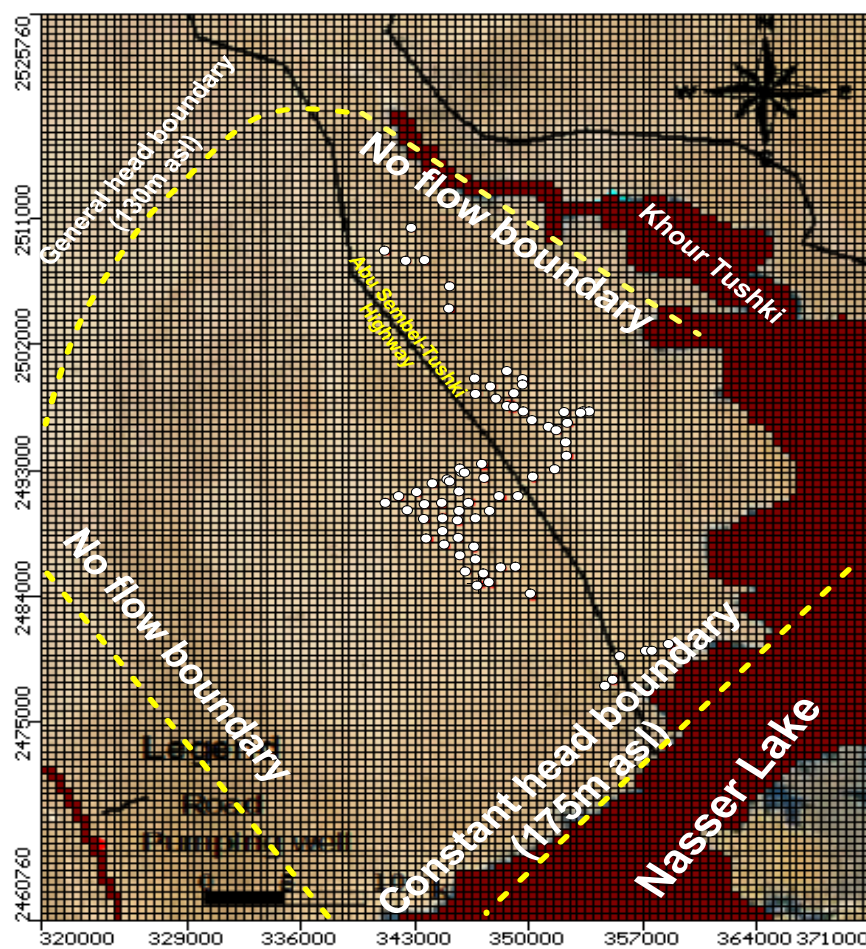 N
W
E
S
General head boundary
(130m asl)
No flow boundary
Khour Tushki
Abu Sembel-Tushki
Highway
No flow boundary
Constant head boundary
(175m asl)
Nasser Lake
Legend
Road
Pumping well
0
10
2525760
2511000
2502000
2493000
2484000
2475000
2460760
320000
329000
336000
343000
350000
357000
364000
371000